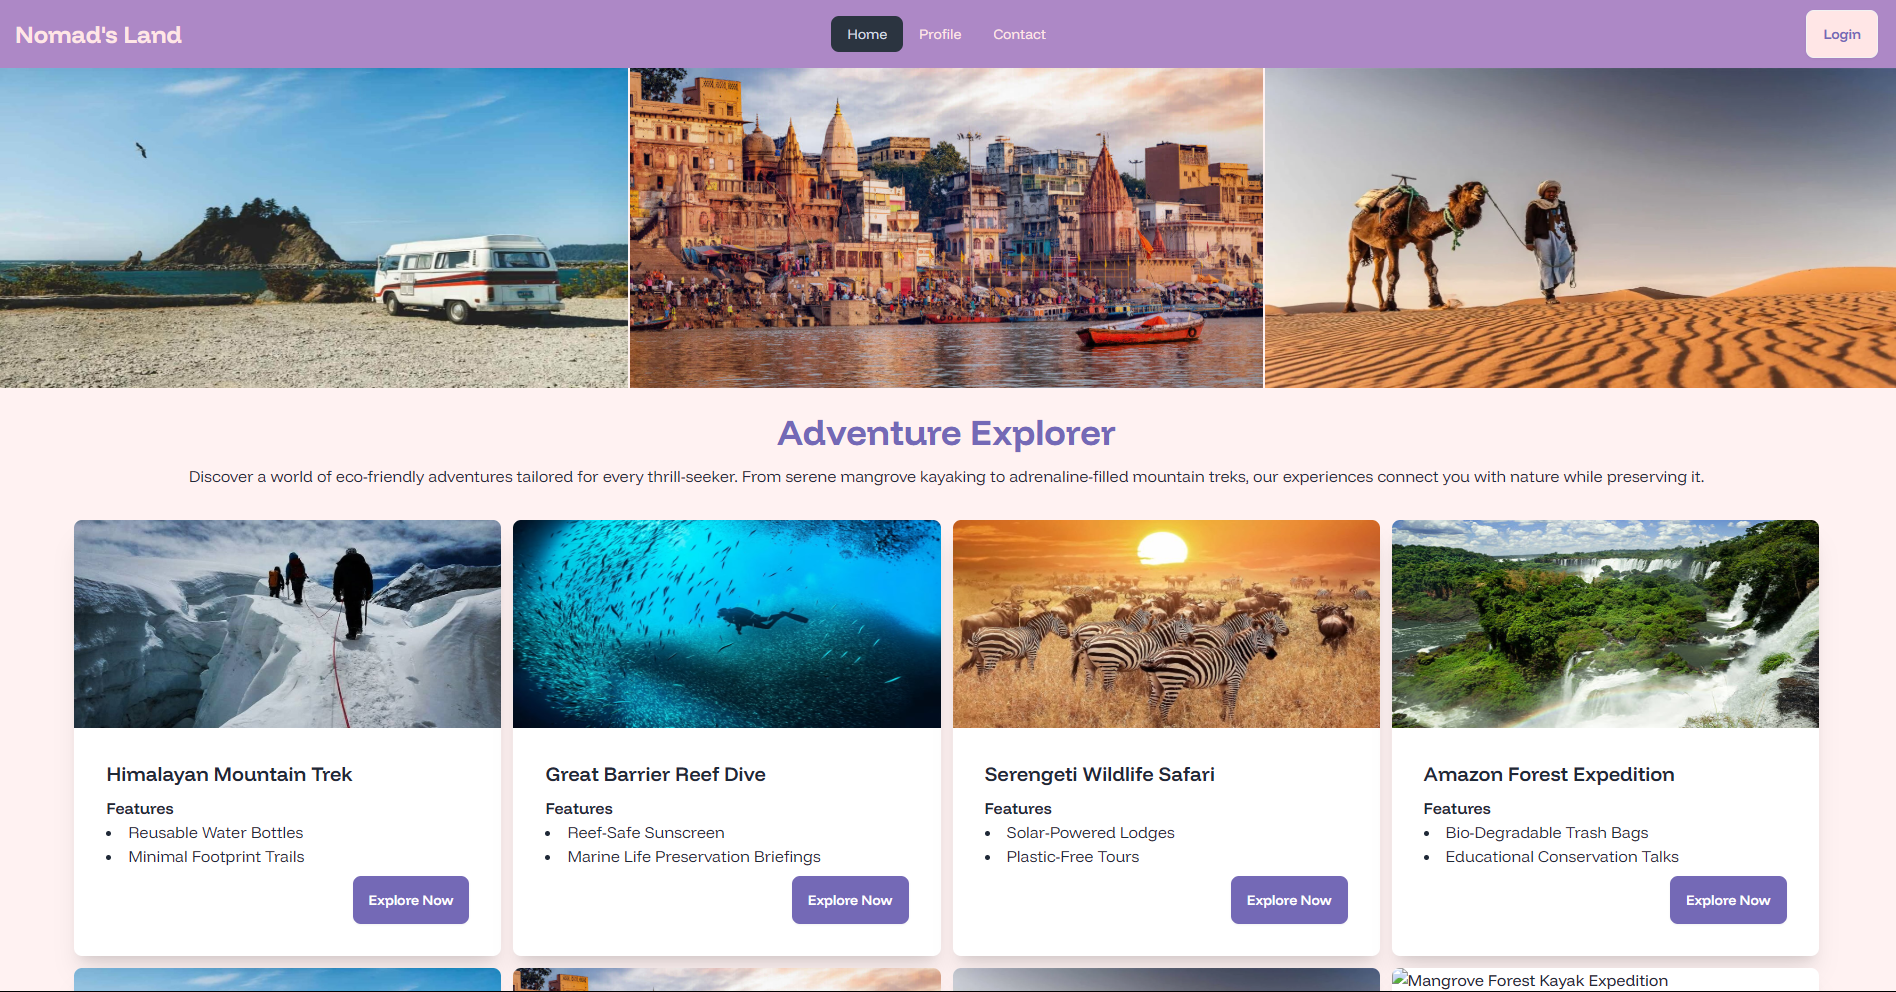 Nomad's Land
Home Profile Contact
Login
Adventure Explorer
Discover a world of eco-friendly adventures tailored for every thrill-seeker. From serene mangrove kayaking to adrenaline-filled mountain treks, our experiences connect you with nature while preserving it.
Himalayan Mountain Trek
Features
Reusable Water Bottles
Minimal Footprint Trails
Explore Now
Great Barrier Reef Dive
Features
Reef-Safe Sunscreen
Marine Life Preservation Briefings
Explore Now
Serengeti Wildlife Safari
Features
Solar-Powered Lodges
Plastic-Free Tours
Explore Now
Amazon Forest Expedition
Features
Bio-Degradable Trash Bags
Educational Conservation Talks
Explore Now
Mangrove Forest Kayak Expedition